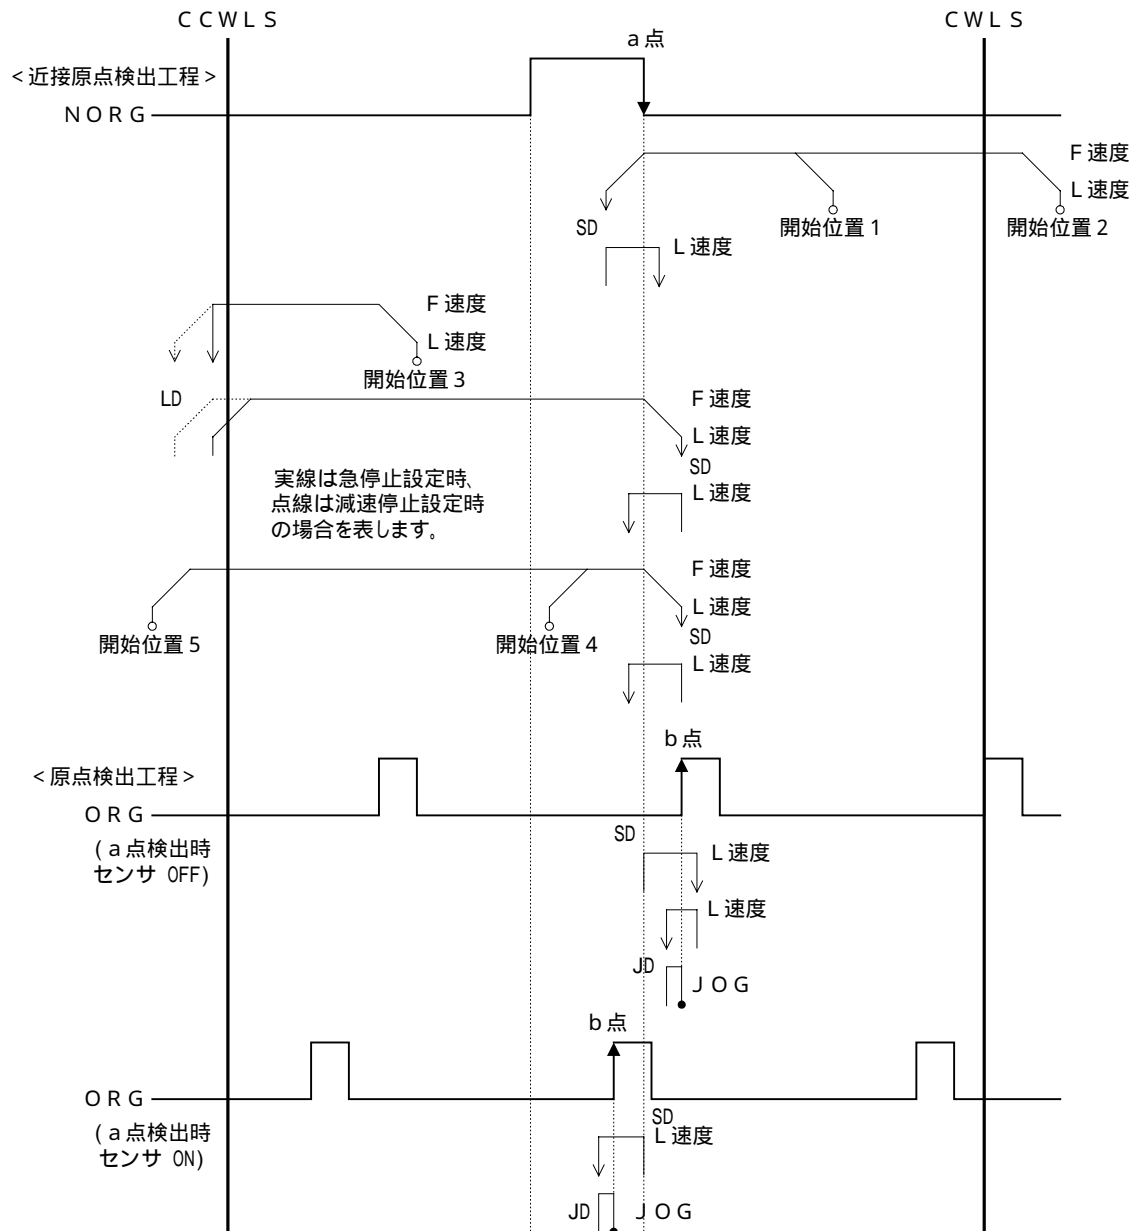 ＣＣＷＬＳ
ＣＷＬＳ
ａ点
＜近接原点検出工程＞
ＮＯＲＧ
Ｆ速度
Ｌ速度
SD
開始位置１
開始位置２
Ｌ速度
Ｆ速度
Ｌ速度
開始位置３
LD
Ｆ速度
Ｌ速度
SD
実線は急停止設定時、
点線は減速停止設定時
の場合を表します。
Ｌ速度
Ｆ速度
Ｌ速度
開始位置５
開始位置４
SD
Ｌ速度
ｂ点
＜原点検出工程＞
ＯＲＧ
(ａ点検出時
センサ OFF)
SD
Ｌ速度
Ｌ速度
JD
ＪＯＧ
ｂ点
ＯＲＧ
(ａ点検出時
センサ ON)
SD
Ｌ速度
JD
ＪＯＧ